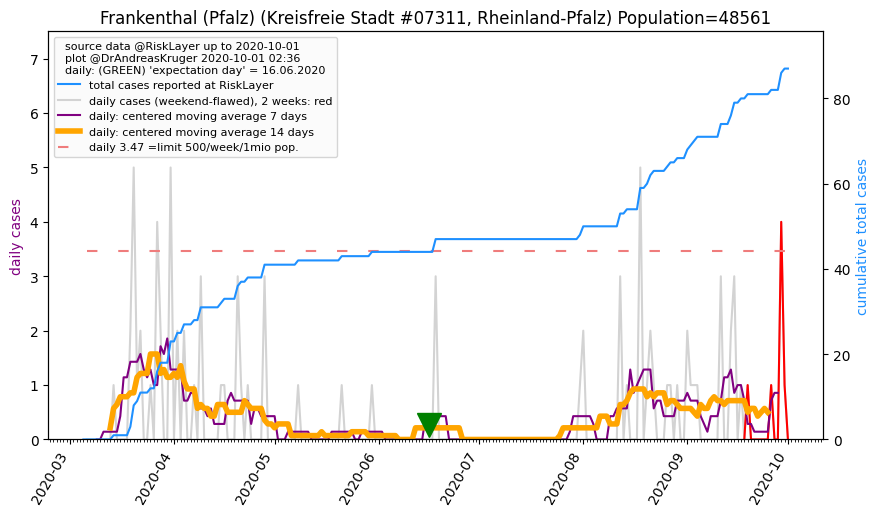 Frankenthal (Pfalz) (Kreisfreie Stadt #07311, Rheinland-Pfalz) Population=48561
source data @RiskLayer up to 2020-10-01
plot @DrAndreasKruger 2020-10-01 02:36
daily: (GREEN) 'expectation day' = 16.06.2020
total cases reported at RiskLayer
daily cases (weekend-flawed), 2 weeks: red
daily: centered moving average 7 days
daily: centered moving average 14 days
daily 3.47 =limit 500/week/1mio pop.
daily cases
7
6
5
4
3
2
1
0
cumulative total cases
80
60
40
20
0
2020-03
2020-04
2020-05
2020-06
2020-07
2020-08
2020-09
2020-10